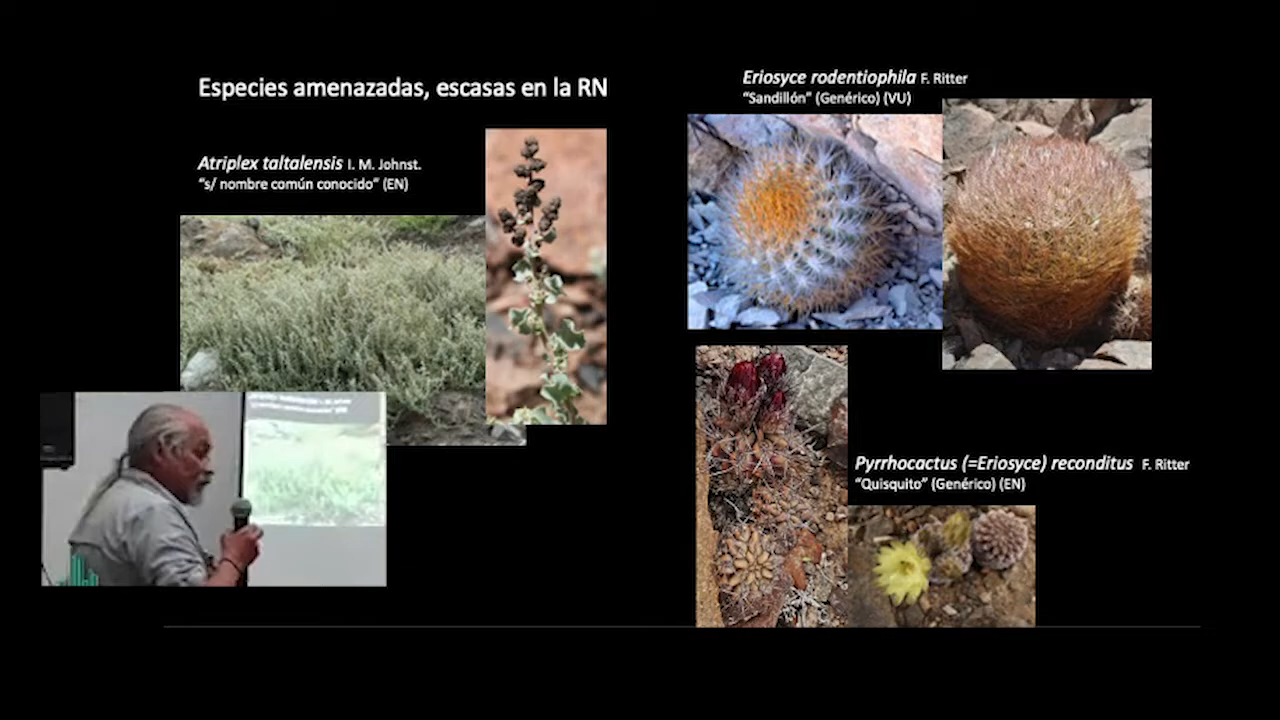 Especies amenazadas, escasas en la RN
Atriplex taltalensis I. M. Johnst.
“s/ nombre común conocido” (EN)
Eriosyce rodentiophila F. Ritter
“Sandillón” (Genérico) (VU)
Pyrrhocactus (=Eriosyce) reconditus F. Ritter
“Quisquito” (Genérico) (EN)